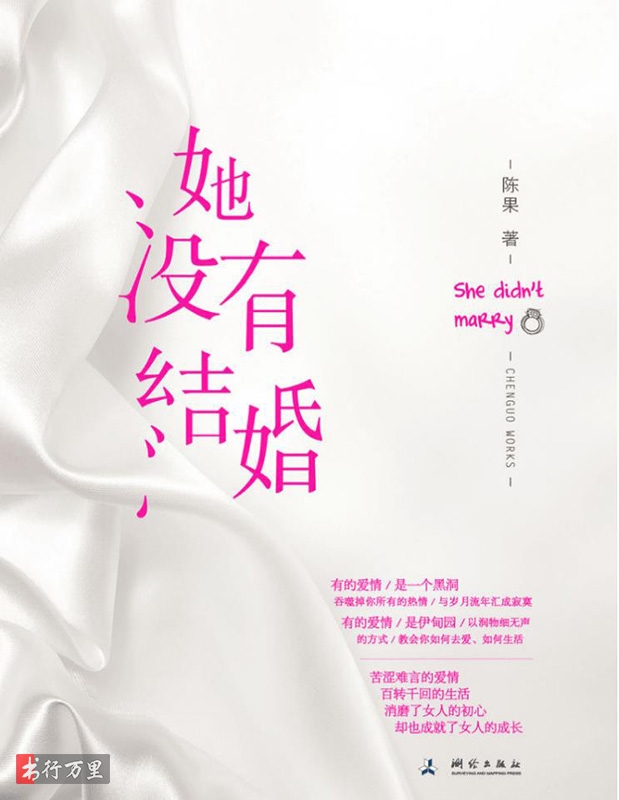 她
没有
结婚
陈果 著
She didn't
marry
CHENGUO WORKS
有的爱情/是一个黑洞
吞噬掉你所有的热情/与岁月流年汇成寂寞
有的爱情/是伊甸园/以润物细无声
的方式/教会你如何去爱、如何生活
苦涩难言的爱情
百转千回的生活
消磨了女人的初心
却也成就了女人的成长
测绘出版社
SURVEYING AND MAPPING PRESS
书行万里